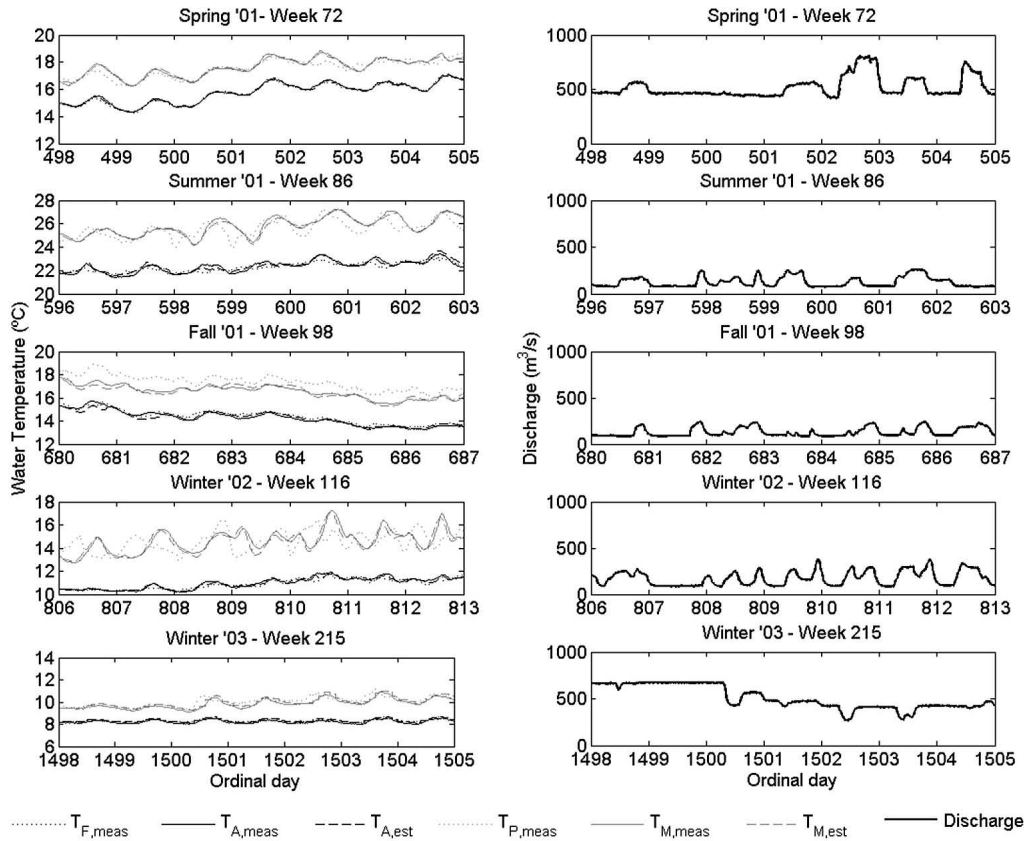 Spring '01- Week 72
20
18
16
14
12
498 499 500 501 502 503 504 505
Spring '01 - Week 72
1000
500
0
498 499 500 501 502 503 504 505
Summer '01 - Week 86
28
26
24
22
20
596 597 598 599 600 601 602 603
Summer '01 - Week 86
1000
500
0
596 597 598 599 600 601 602 603
Water Temperature (ºC)
Fall '01 - Week 98
20
18
16
14
12
680 681 682 683 684 685 686 687
Discharge (m³/s)
Fall '01 - Week 98
1000
500
0
680 681 682 683 684 685 686 687
Winter '02 - Week 116
18
16
14
12
10
806 807 808 809 810 811 812 813
Winter '02 - Week 116
1000
500
0
806 807 808 809 810 811 812 813
Winter '03 - Week 215
14
12
10
8
6
1498 1499 1500 1501 1502 1503 1504 1505
Ordinal day
Winter '03 - Week 215
1000
500
0
1498 1499 1500 1501 1502 1503 1504 1505
Ordinal day
T F,meas T A,meas T A,est T P,meas T M,meas T M,est Discharge